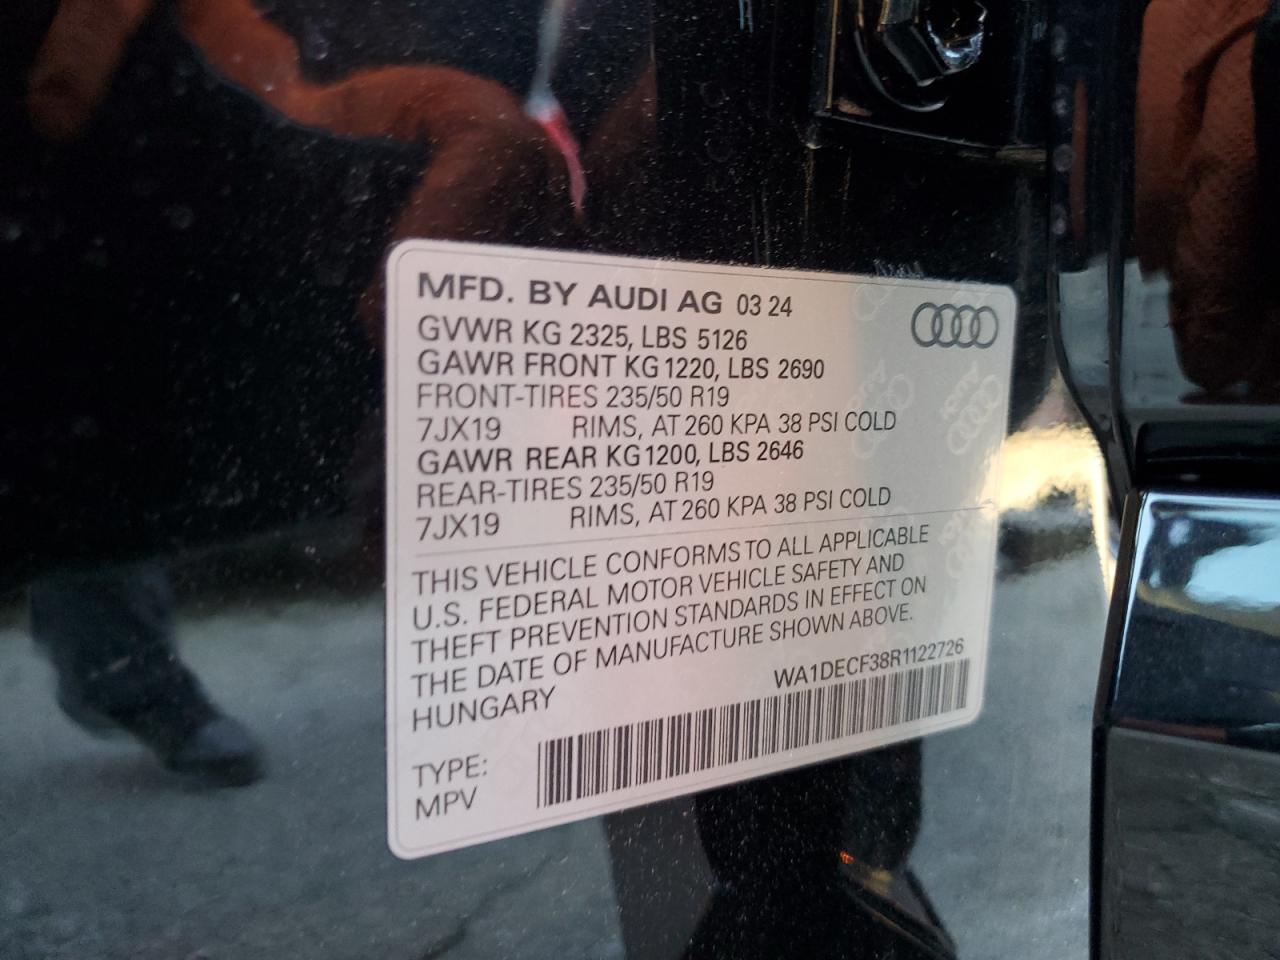 MFD. BY AUDI AG 03 24
GVWR KG 2325, LBS 5126
GAWR FRONT KG 1220, LBS 2690
FRONT-TIRES 235/50 R19
7JX19 RIMS, AT 260 KPA 38 PSI COLD
GAWR REAR KG 1200, LBS 2646
REAR-TIRES 235/50 R19
7JX19 RIMS, AT 260 KPA 38 PSI COLD
THIS VEHICLE CONFORMS TO ALL APPLICABLE
U.S. FEDERAL MOTOR VEHICLE SAFETY AND
THEFT PREVENTION STANDARDS IN EFFECT ON
THE DATE OF MANUFACTURE SHOWN ABOVE.
HUNGARY WA1DECF38R1122726
TYPE:
MPV